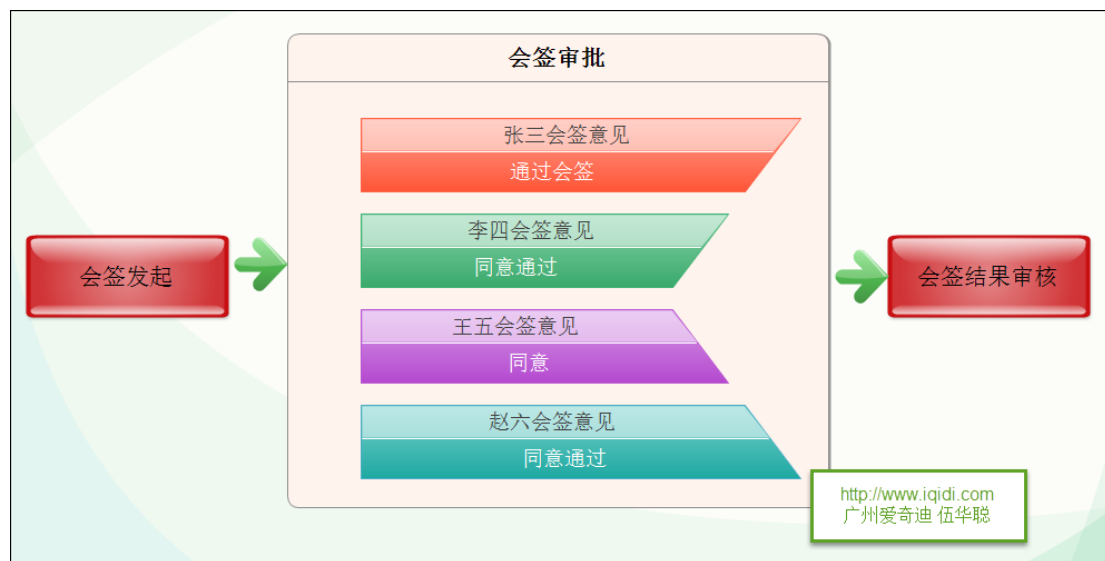 会签审批
张三会签意见
通过会签
李四会签意见
同意通过
会签发起
会签结果审核
王五会签意见
同意
赵六会签意见
同意通过
http://www.iqidi.com
广州爱奇迪 伍华聪